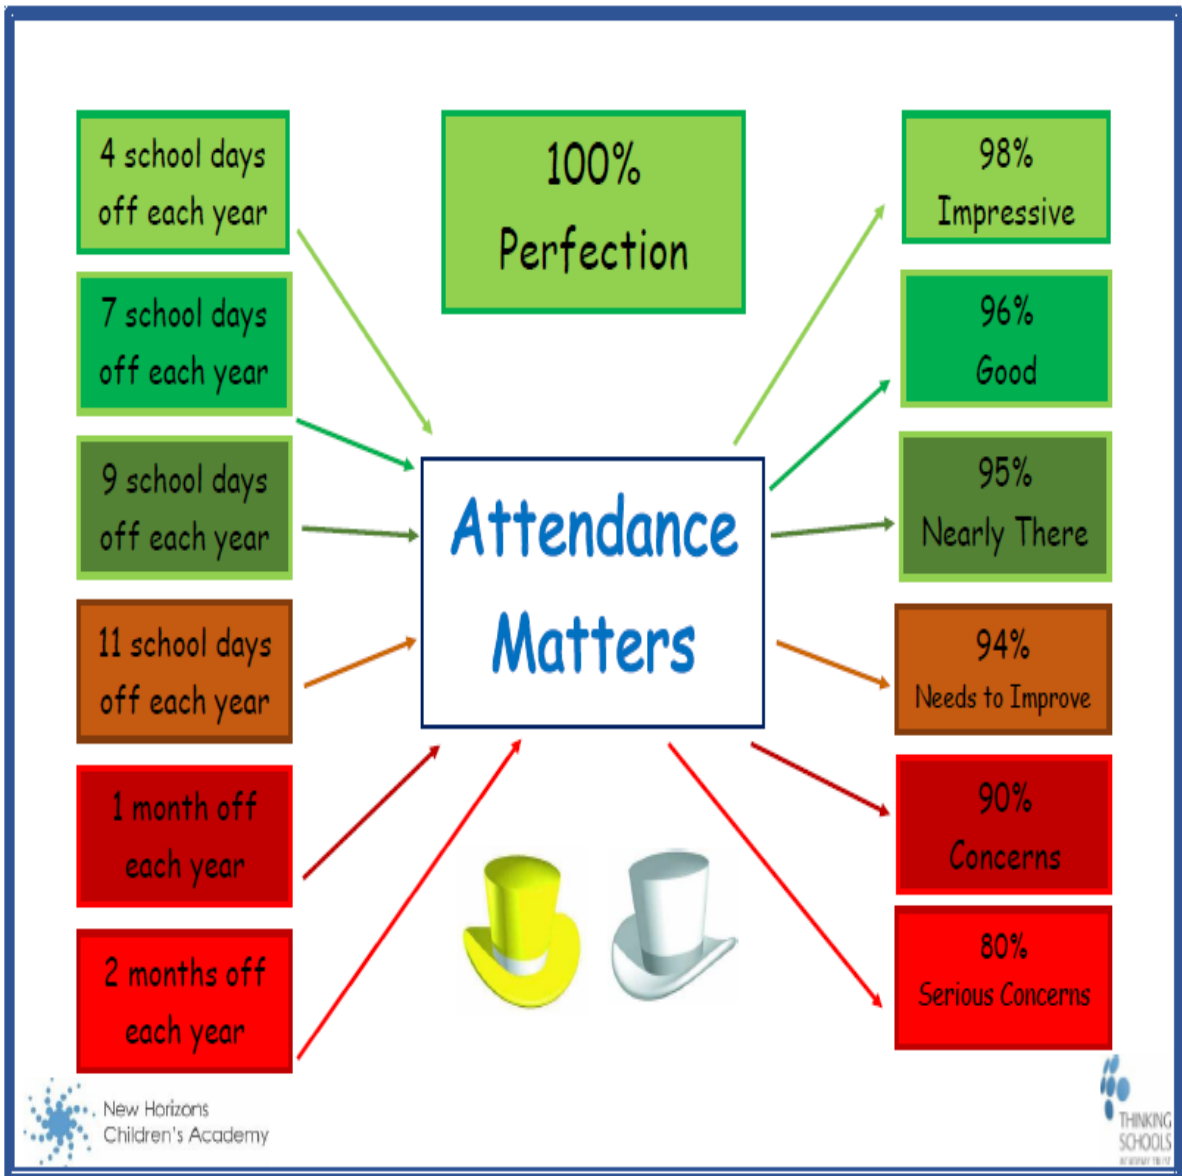 4 school days
off each year
7 school days
off each year
9 school days
off each year
11 school days
off each year
1 month off
each year
2 months off
each year
100%
Perfection
Attendance
Matters
98%
Impressive
96%
Good
95%
Nearly There
94%
Needs to Improve
90%
Concerns
80%
Serious Concerns
New Horizons
Children's Academy
THINKING
SCHOOLS
ACADEMY TRUST